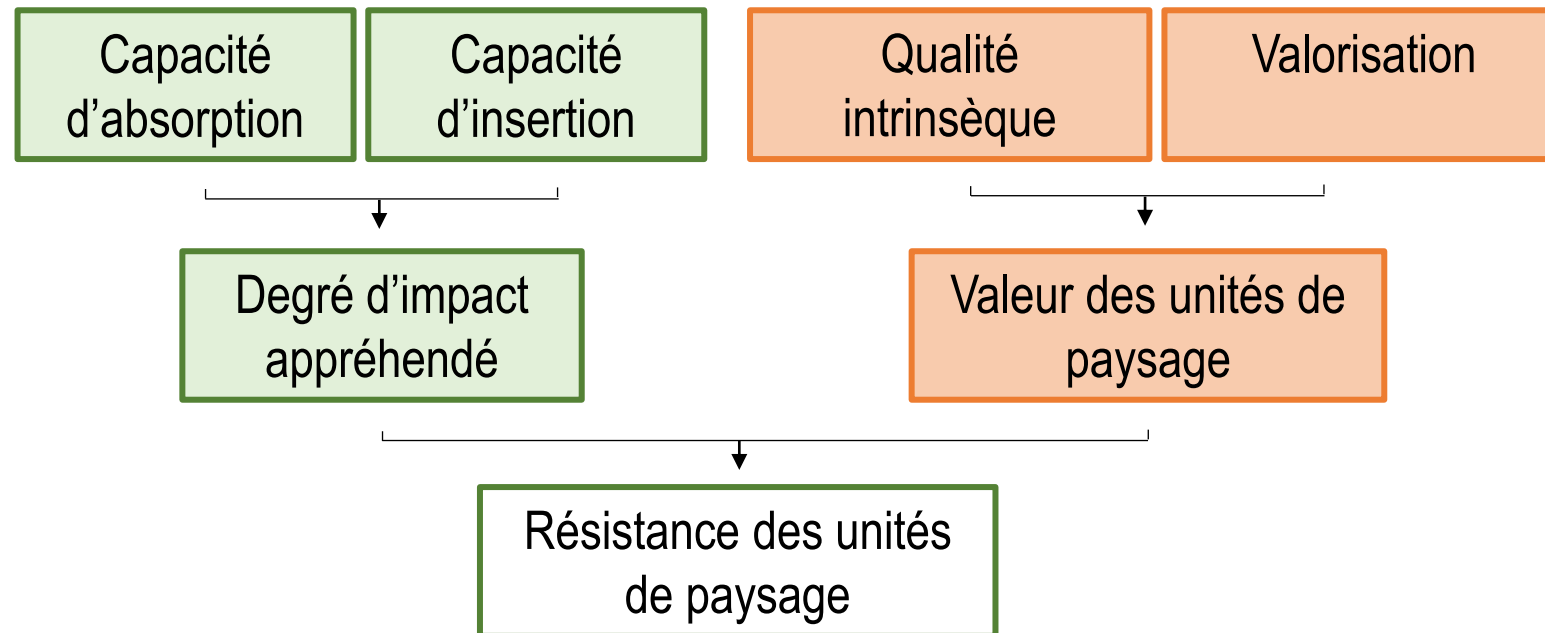 Capacité
d’absorption
Capacité
d’insertion
Qualité
intrinsèque
Valorisation
Degré d’impact
appréhendé
Valeur des unités de
paysage
Résistance des unités
de paysage